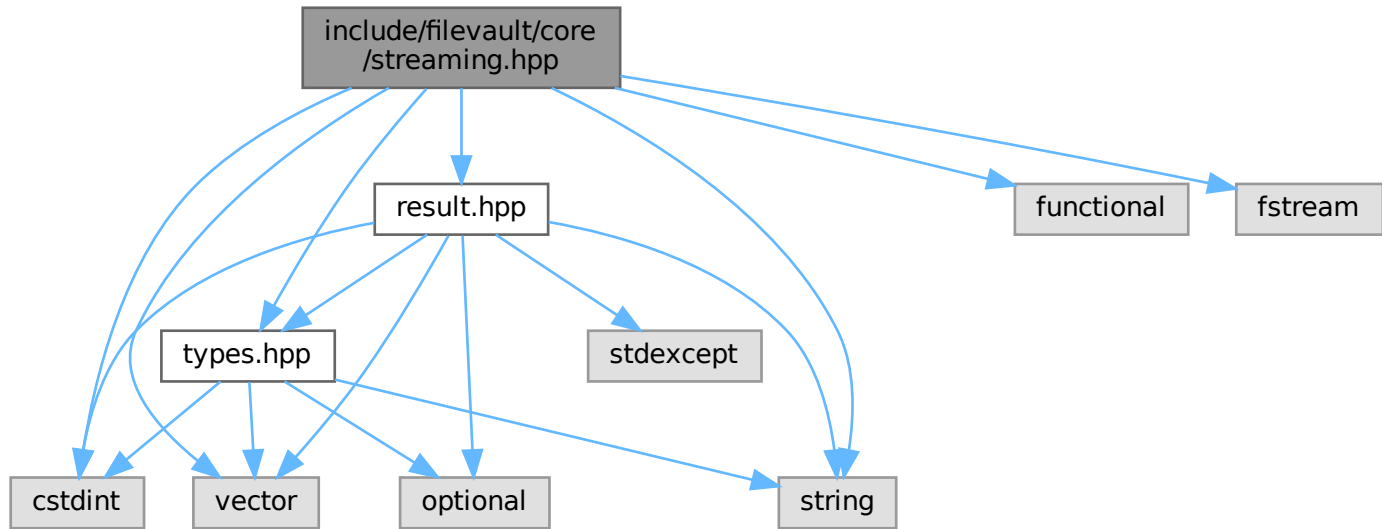 include/filevault/core
/streaming.hpp
result.hpp
functional
fstream
types.hpp
stdexcept
cstdint
vector
optional
string